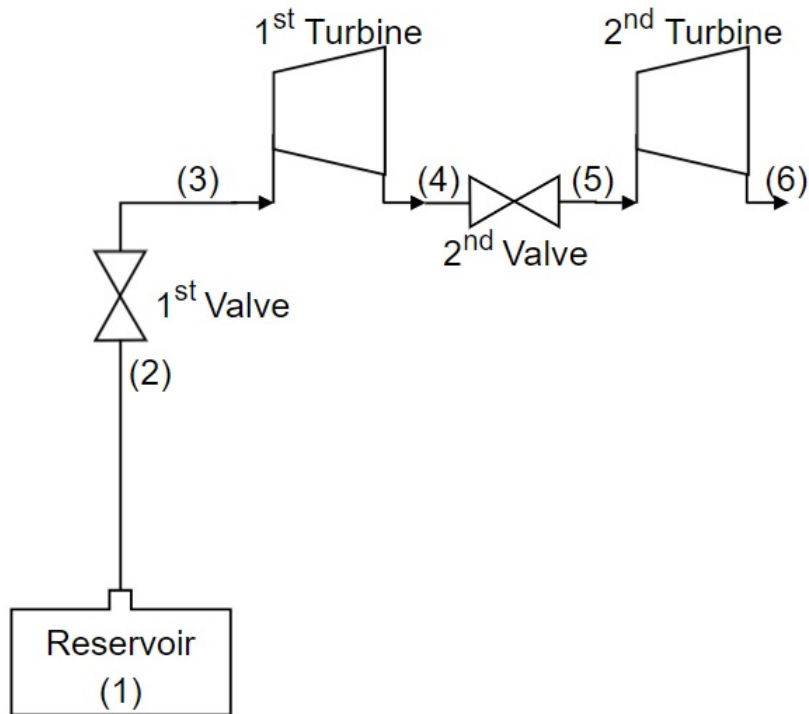 1st Turbine
2nd Turbine
(3)
(4)
(5)
(6)
2nd Valve
1st Valve
(2)
Reservoir
(1)